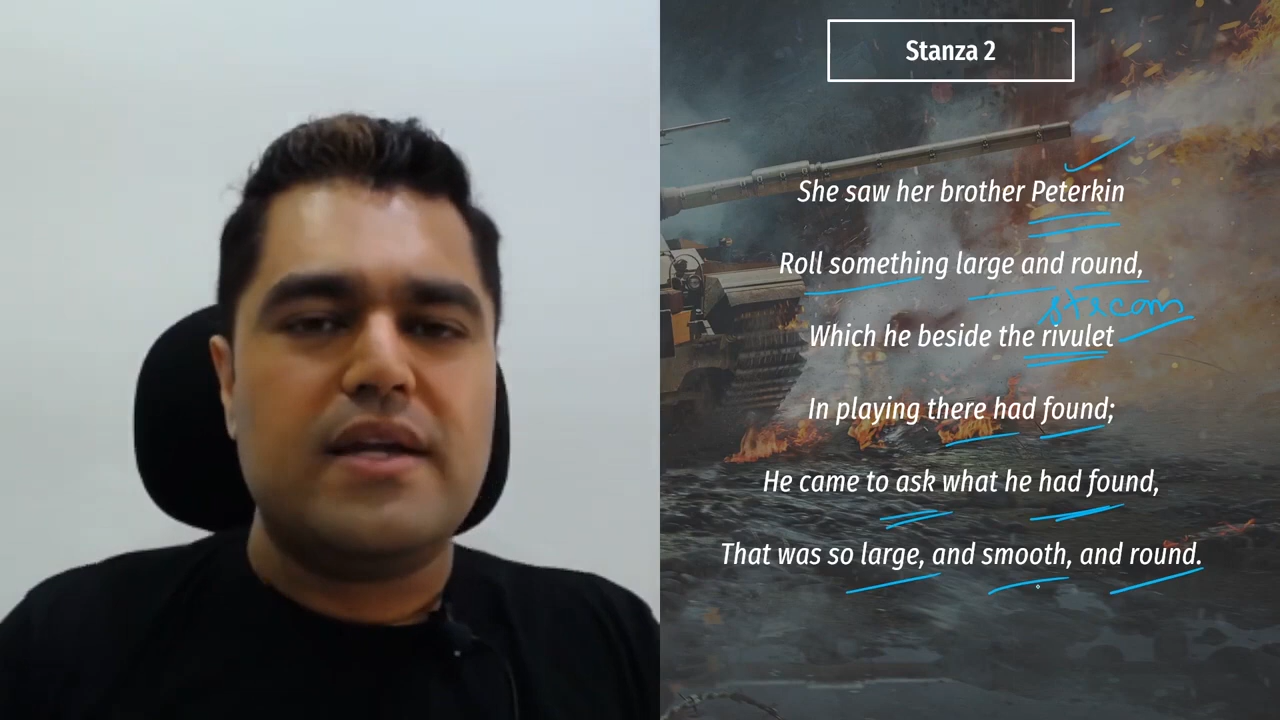 Stanza 2
She saw her brother Peterkin
Roll something large and round,
stream
Which he beside the rivulet
In playing there had found;
He came to ask what he had found,
That was so large, and smooth, and round.